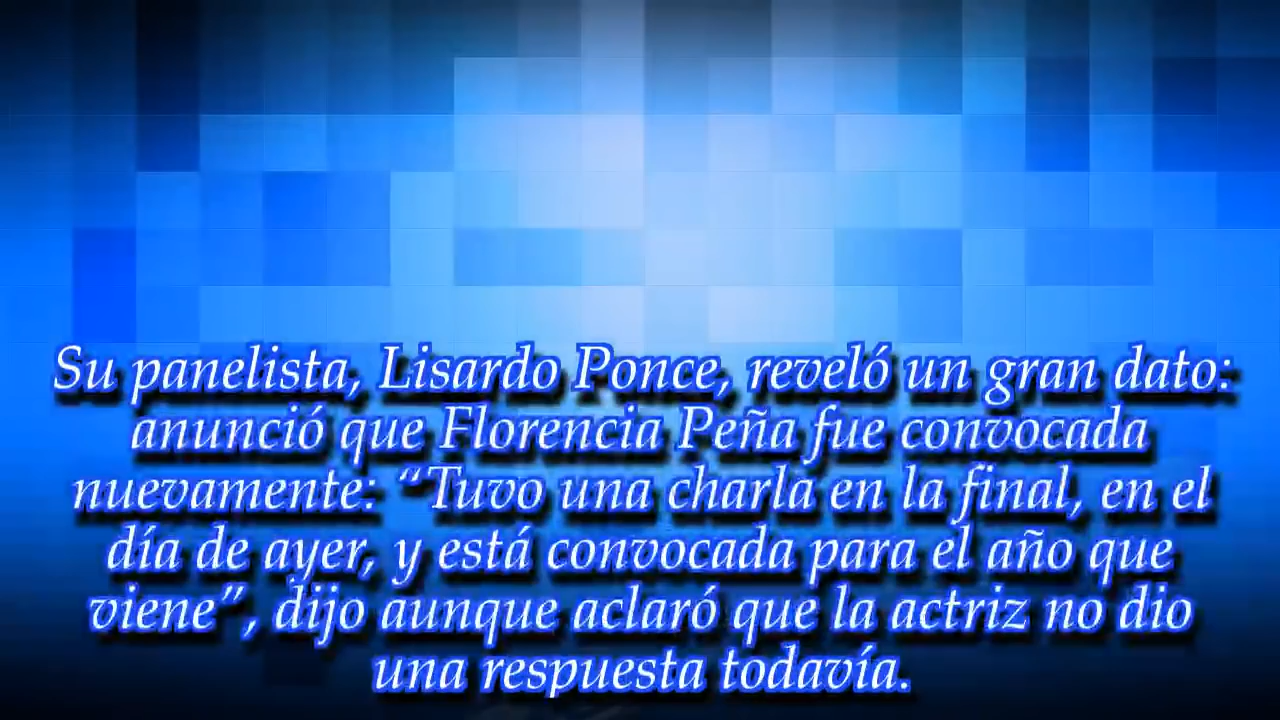 Su panelista, Lisardo Ponce, reveló un gran dato:
anunció que Florencia Peña fue convocada
nuevamente: “Tuvo una charla en la final, en el
día de ayer, y está convocada para el año que
viene”, dijo aunque aclaró que la actriz no dio
una respuesta todavía.